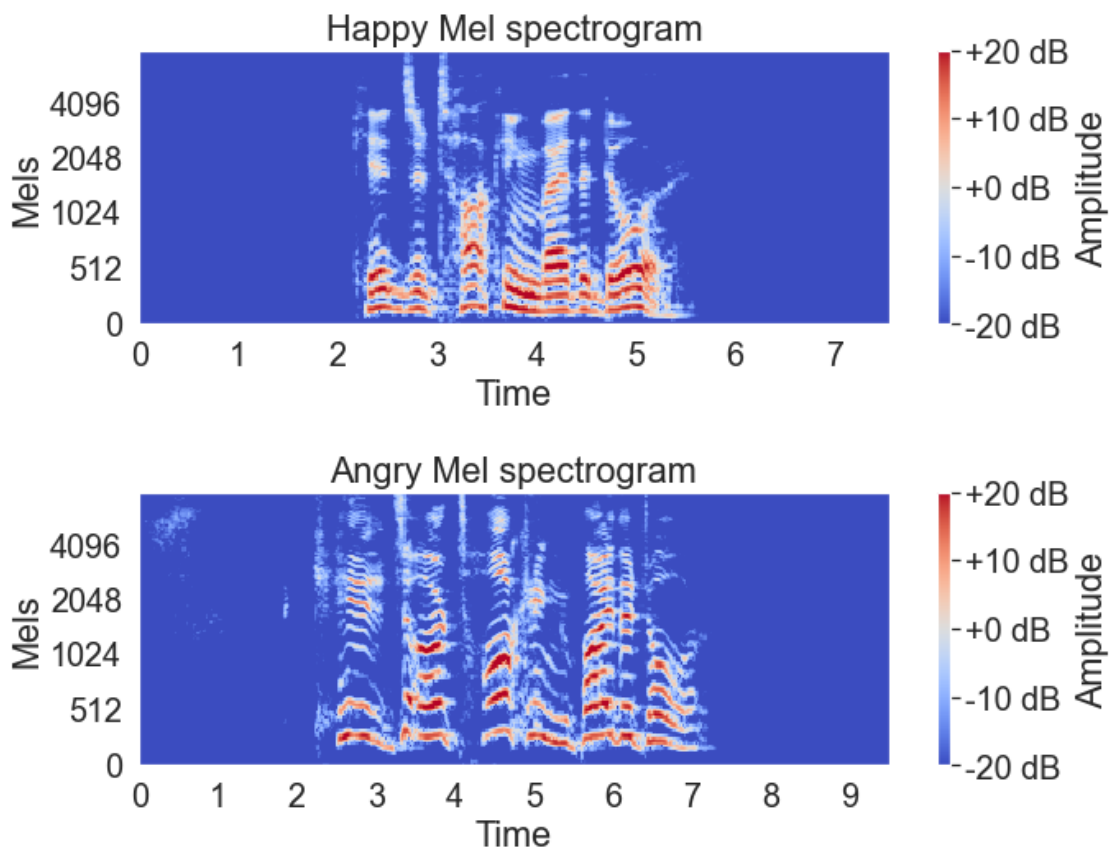 Happy Mel spectrogram
+20 dB
4096
+10 dB
2048
+0 dB
1024
-10 dB
512
0
-20 dB
Mels
Amplitude
0 1 2 3 4 5 6 7
Time
Angry Mel spectrogram
+20 dB
4096
+10 dB
2048
+0 dB
1024
-10 dB
512
0
-20 dB
Mels
Amplitude
0 1 2 3 4 5 6 7 8 9
Time